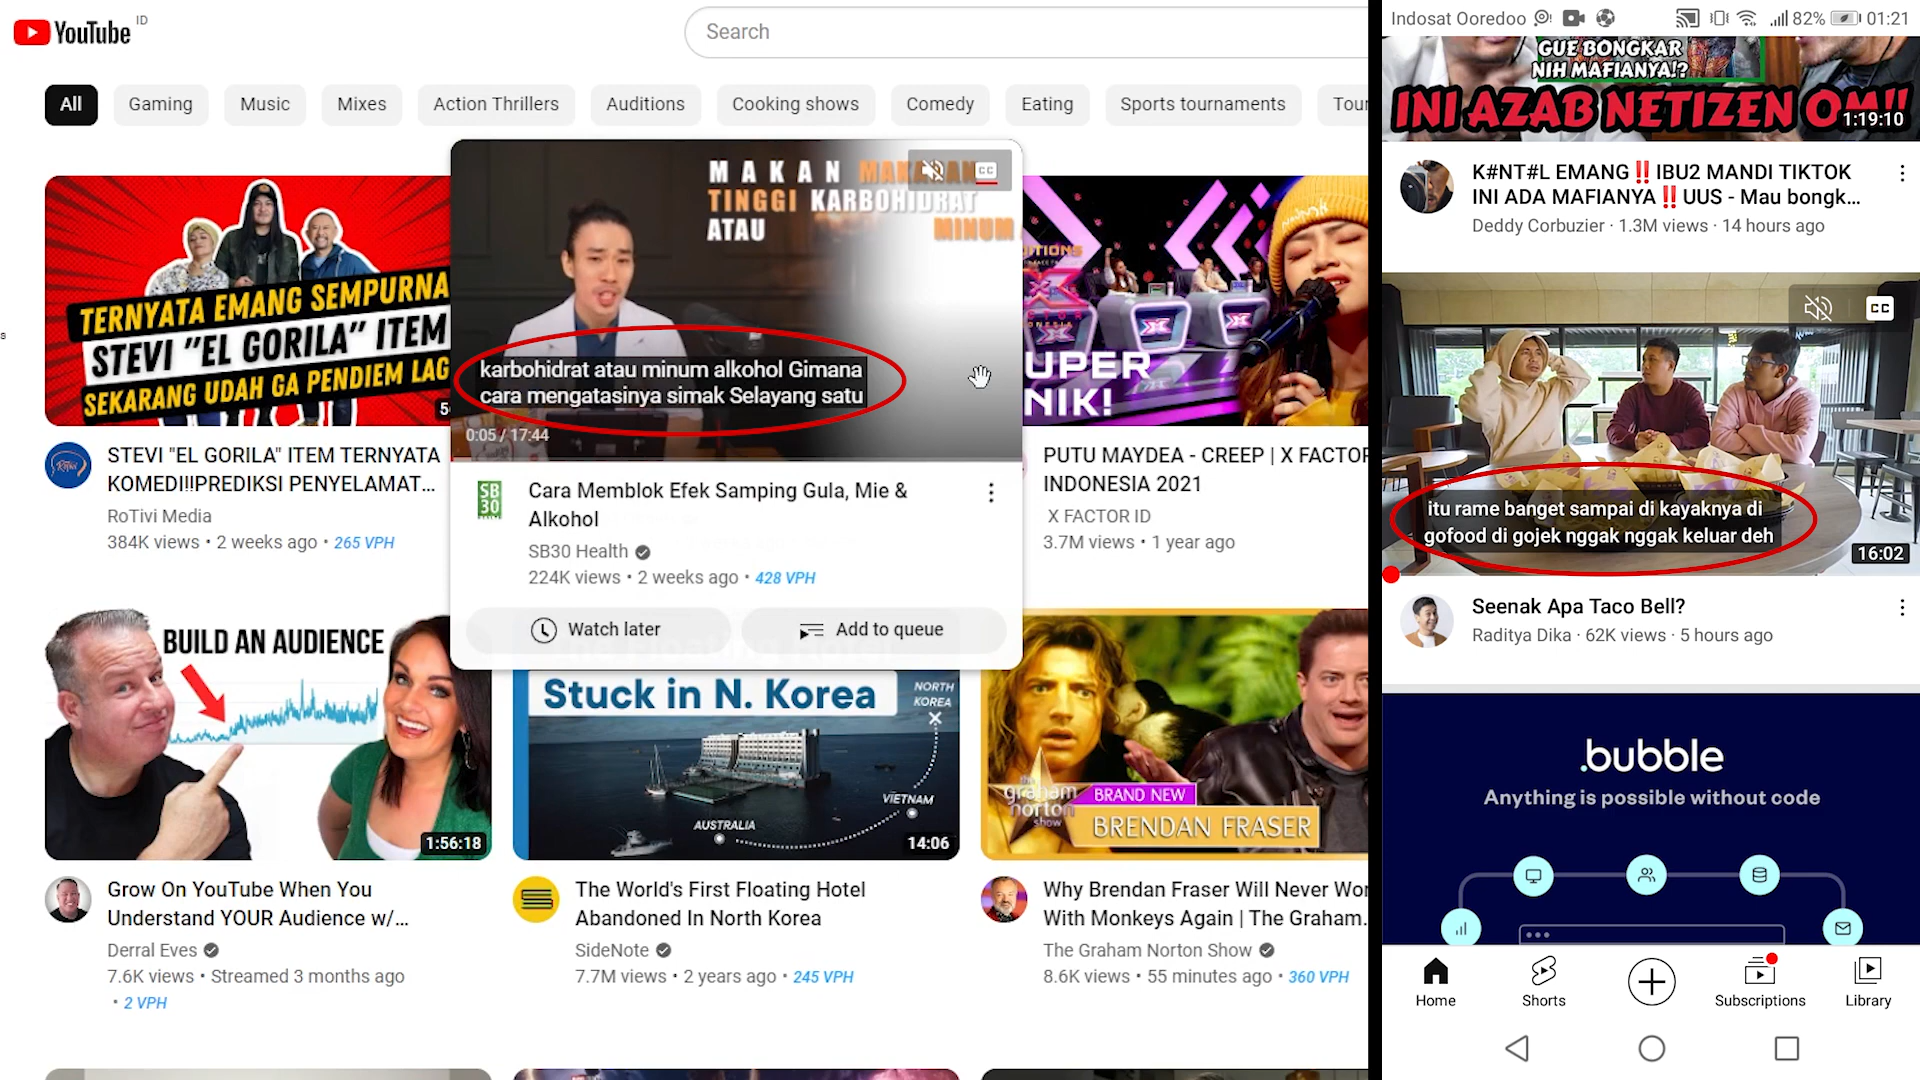 YouTube ID
Search
All
Gaming
Music
Mixes
Action Thrillers
Auditions
Cooking shows
Comedy
Eating
Sports tournaments
TERNYATA EMANG SEMPURNA
STEVI "EL GORILA" ITEM
SEKARANG UDAH GA PENDIEM LAG
STEVI "EL GORILA" ITEM TERNYATA
KOMEDI!!PREDIKSI PENYELAMAT...
RoTivi Media
384K views • 2 weeks ago • 265 VPH
MAKAN MAKANAN
TINGGI KARBOHIDRAT
ATAU MINUM
CC
karbohidrat atau minum alkohol Gimana
cara mengatasinya simak Selayang satu
0:05 / 17:44
SB
30
Cara Memblok Efek Samping Gula, Mie &
Alkohol
SB30 Health
224K views • 2 weeks ago • 428 VPH
Watch later
Add to queue
UPER
NIK!
PUTU MAYDEA - CREEP | X FACTOR
INDONESIA 2021
X FACTOR ID
3.7M views • 1 year ago
BUILD AN AUDIENCE
1:56:18
Grow On YouTube When You
Understand YOUR Audience w/...
Derral Eves
7.6K views • Streamed 3 months ago
• 2 VPH
Stuck in N. Korea
NORTH
KOREA
VIETNAM
AUSTRALIA
14:06
The World's First Floating Hotel
Abandoned In North Korea
SideNote
7.7M views • 2 years ago • 245 VPH
the
graham
norton
show
BRAND NEW
BRENDAN FRASER
Why Brendan Fraser Will Never Wor
With Monkeys Again | The Graham.
The Graham Norton Show
8.6K views • 55 minutes ago • 360 VPH
Indosat Ooredoo
82%
01:21
GUE BONGKAR
NIH MAFIANYA!?
INI AZAB NETIZEN OM!!
1:19:10
K#NT#L EMANG‼️IBU2 MANDI TIKTOK
INI ADA MAFIANYA‼️UUS - Mau bongk...
Deddy Corbuzier · 1.3M views · 14 hours ago
CC
itu rame banget sampai di kayaknya di
gofood di gojek nggak nggak keluar deh
16:02
Seenak Apa Taco Bell?
Raditya Dika · 62K views · 5 hours ago
.bubble
Anything is possible without code
Home
Shorts
Subscriptions
Library